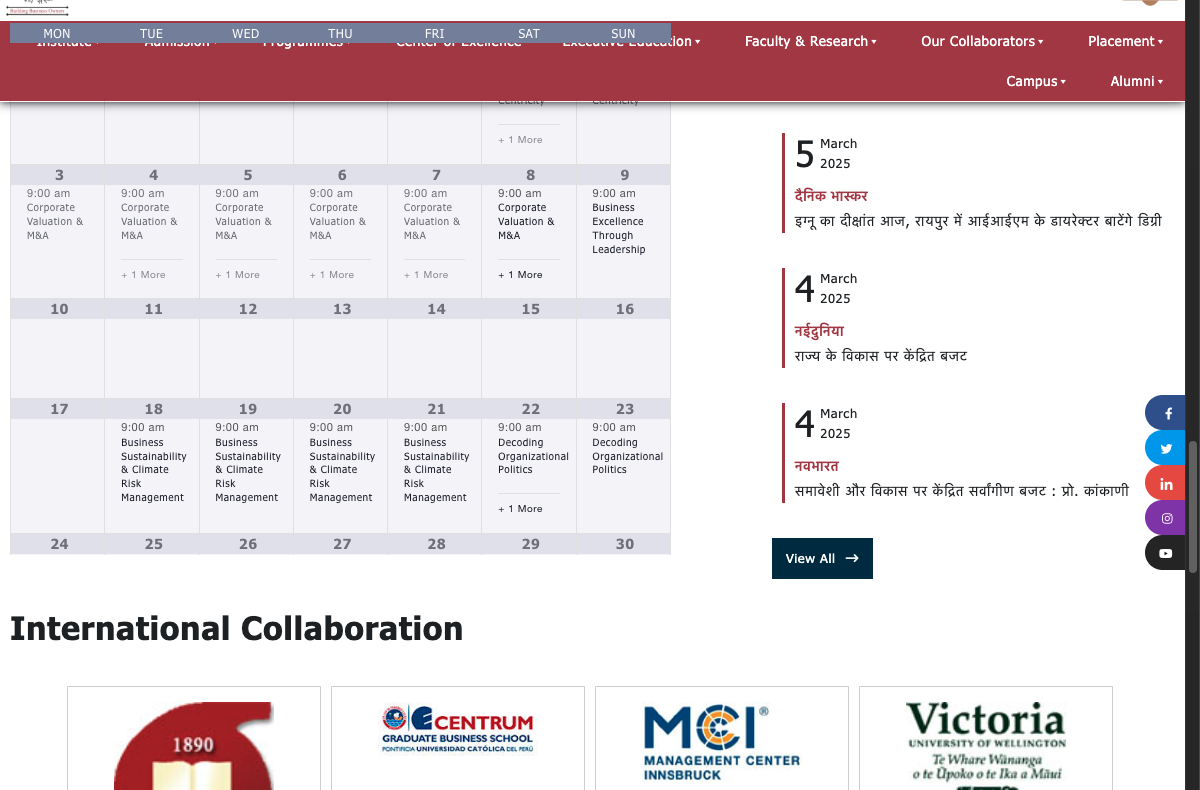 Building Business Owners
MON TUE WED THU FRI SAT SUN
Executive Education Faculty & Research Our Collaborators Placement
Campus Alumni
Centricity Centricity
+ 1 More
3 4 5 6 7 8 9
9:00 am
Corporate
Valuation &
M&A
9:00 am
Corporate
Valuation &
M&A
+ 1 More
9:00 am
Corporate
Valuation &
M&A
+ 1 More
9:00 am
Corporate
Valuation &
M&A
+ 1 More
9:00 am
Corporate
Valuation &
M&A
+ 1 More
9:00 am
Corporate
Valuation &
M&A
+ 1 More
9:00 am
Business
Excellence
Through
Leadership
10 11 12 13 14 15 16
17 18 19 20 21 22 23
9:00 am
Business
Sustainability
& Climate
Risk
Management
9:00 am
Business
Sustainability
& Climate
Risk
Management
9:00 am
Business
Sustainability
& Climate
Risk
Management
9:00 am
Business
Sustainability
& Climate
Risk
Management
9:00 am
Decoding
Organizational
Politics
+ 1 More
9:00 am
Decoding
Organizational
Politics
24 25 26 27 28 29 30
5 March
2025
दैनिक भास्कर
इग्नू का दीक्षांत आज, रायपुर में आईआईएम के डायरेक्टर बाटेंगे डिग्री
4 March
2025
नईदुनिया
राज्य के विकास पर केंद्रित बजट
4 March
2025
नवभारत
समावेशी और विकास पर केंद्रित सर्वांगीण बजट : प्रो. कांकाणी
View All
International Collaboration
1890
CENTRUM
GRADUATE BUSINESS SCHOOL
PONTIFICIA UNIVERSIDAD CATÓLICA DEL PERÚ
MCI®
MANAGEMENT CENTER
INNSBRUCK
Victoria
UNIVERSITY OF WELLINGTON
Te Whare Wānanga
o te Ūpoko o te Ika a Māui